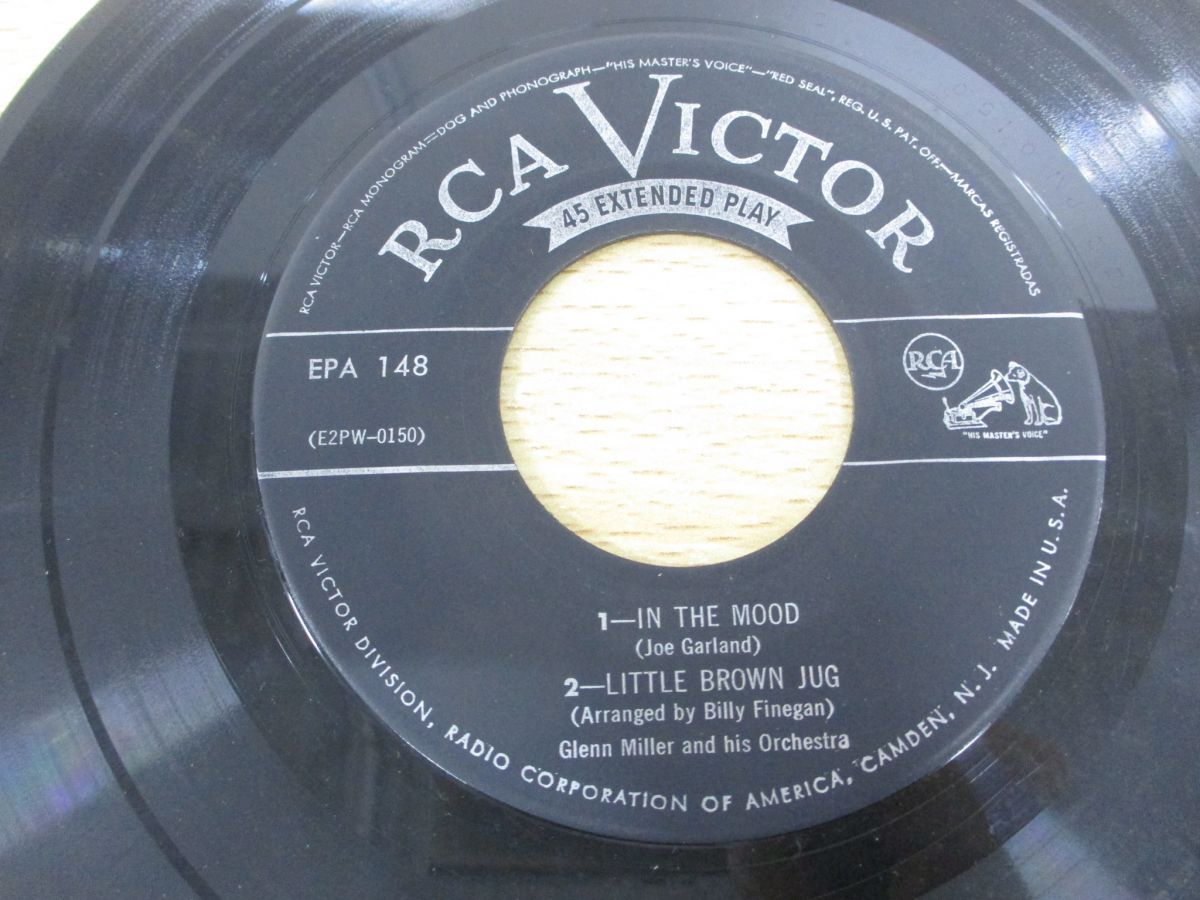 RCA VICTOR—RCA MONOGRAM—DOG AND PHONOGRAPH—"HIS MASTER'S VOICE"—"RED SEAL", REG. U. S. PAT. OFF.—MARCAS REGISTRADAS
RCA VICTOR
45 EXTENDED PLAY
EPA 148
(E2PW-0150)
RCA
"HIS MASTER'S VOICE"
1—IN THE MOOD
(Joe Garland)
2—LITTLE BROWN JUG
(Arranged by Billy Finegan)
Glenn Miller and his Orchestra
RCA VICTOR DIVISION, RADIO CORPORATION OF AMERICA, CAMDEN, N. J. MADE IN U. S. A.